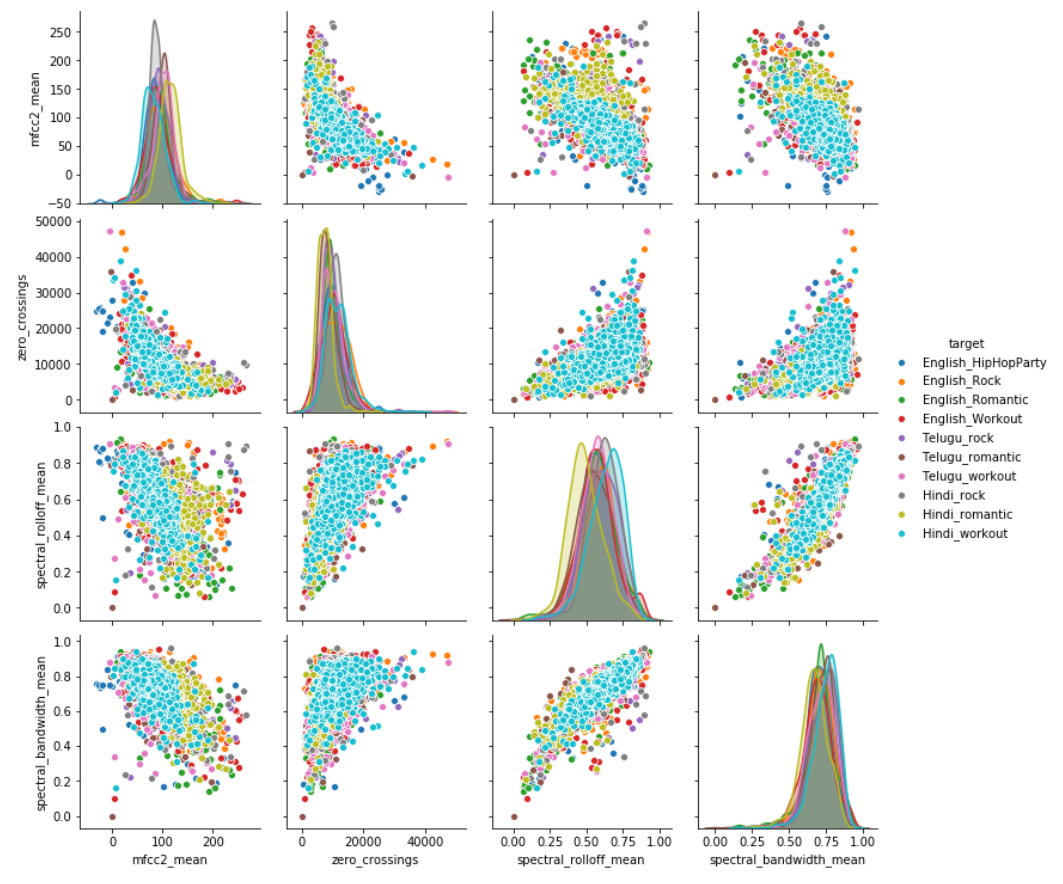 mfcc2_mean
250
200
150
100
50
0
−50
zero_crossings
50000
40000
30000
20000
10000
0
spectral_rolloff_mean
1.0
0.8
0.6
0.4
0.2
0.0
spectral_bandwidth_mean
1.0
0.8
0.6
0.4
0.2
0.0
0 100 200
mfcc2_mean
0 20000 40000
zero_crossings
0.00 0.25 0.50 0.75 1.00
spectral_rolloff_mean
0.00 0.25 0.50 0.75 1.00
spectral_bandwidth_mean
target
English_HipHopParty
English_Rock
English_Romantic
English_Workout
Telugu_rock
Telugu_romantic
Telugu_workout
Hindi_rock
Hindi_romantic
Hindi_workout